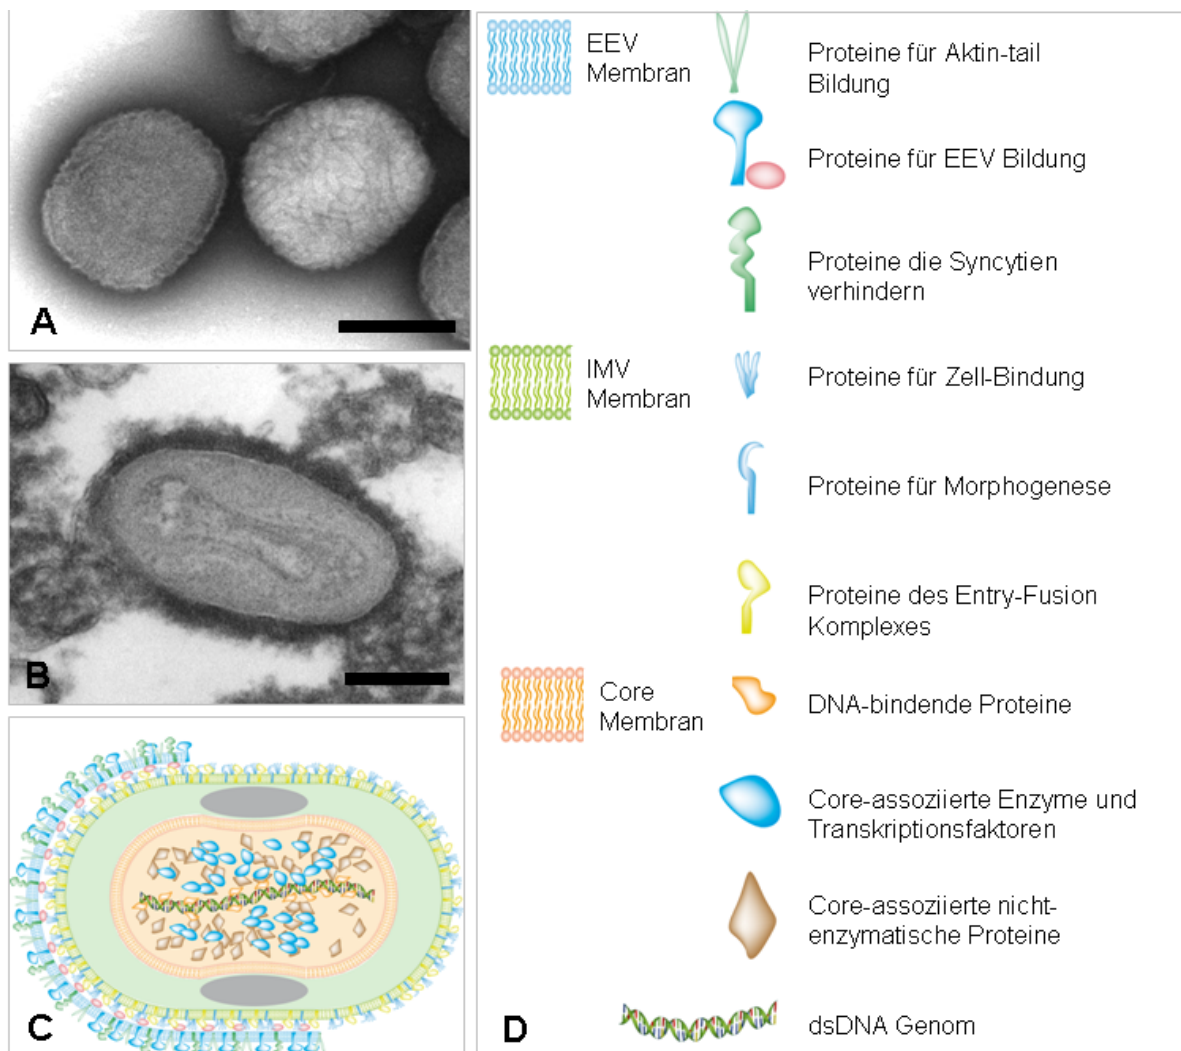 A
B
C
EEV
Membran
Proteine für Aktin-tail
Bildung
Proteine für EEV Bildung
Proteine die Syncytien
verhindern
IMV
Membran
Proteine für Zell-Bindung
Proteine für Morphogenese
Proteine des Entry-Fusion
Komplexes
Core
Membran
DNA-bindende Proteine
Core-assoziierte Enzyme und
Transkriptionsfaktoren
Core-assoziierte nicht-
enzymatische Proteine
D
dsDNA Genom